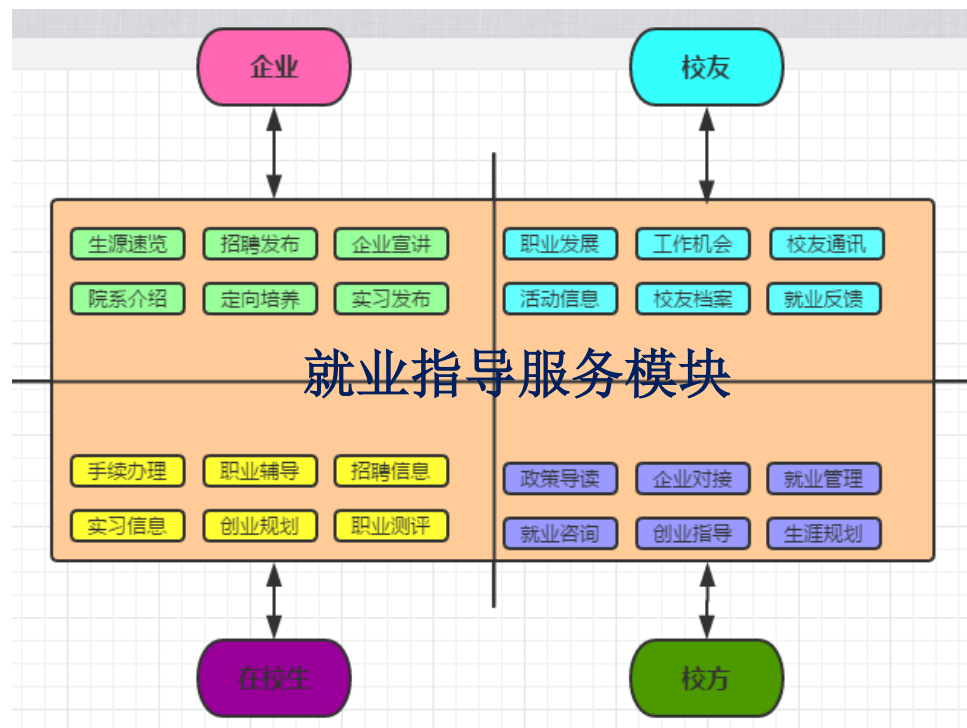 企业 校友
生源速览 招聘发布 企业宣讲 职业发展 工作机会 校友通讯
院系介绍 定向培养 实习发布 活动信息 校友档案 就业反馈
就业指导服务模块
手续办理 职业辅导 招聘信息 政策导读 企业对接 就业管理
实习信息 创业规划 职业测评 就业咨询 创业指导 生涯规划
在校生 校方